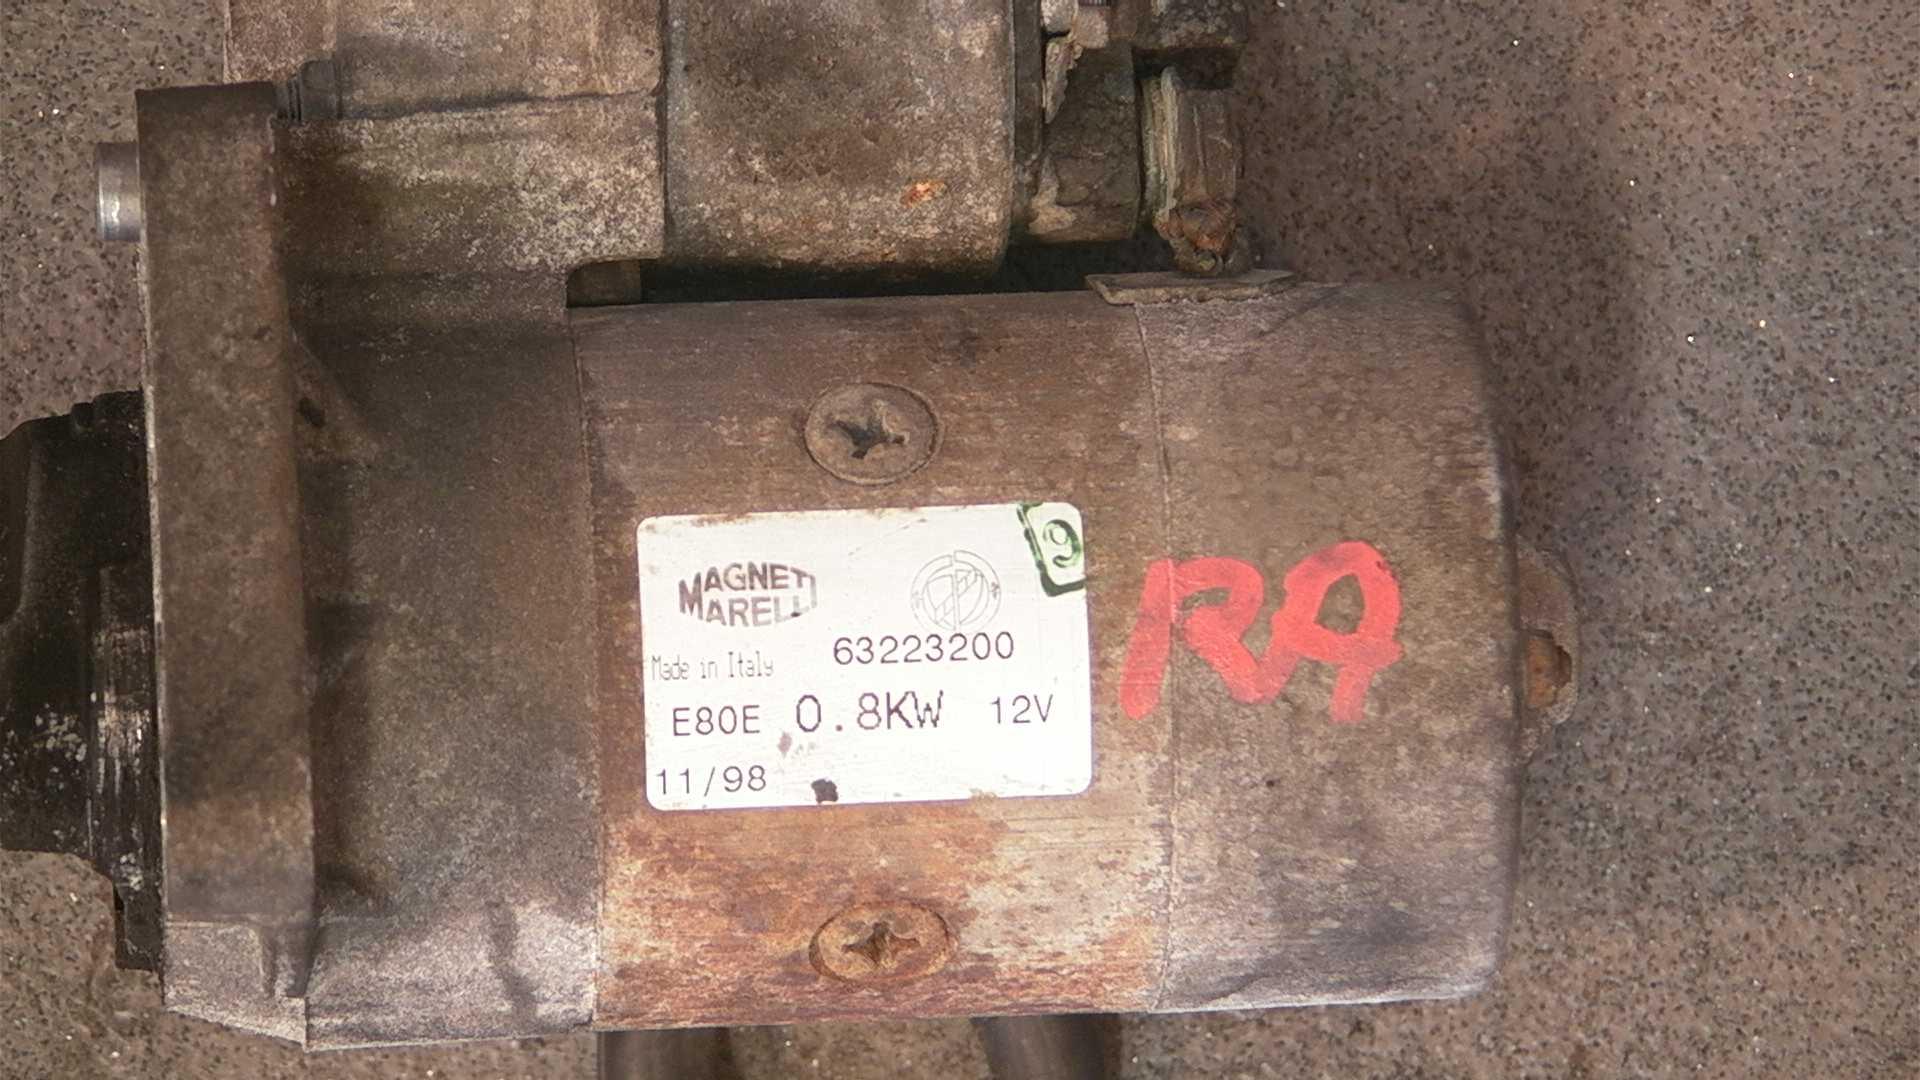 MAGNETI
MARELLI
9
63223200
Made in Italy
E80E 0.8KW 12V
11/98
RA